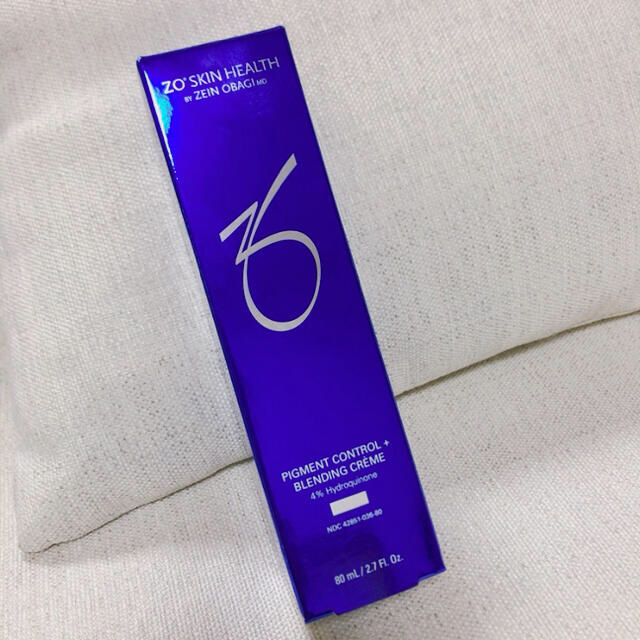 ZO® SKIN HEALTH
BY ZEIN OBAGI MD
ZO
PIGMENT CONTROL +
BLENDING CRÈME
4% Hydroquinone
NDC 42851-036-80
80 mL / 2.7 Fl. Oz.